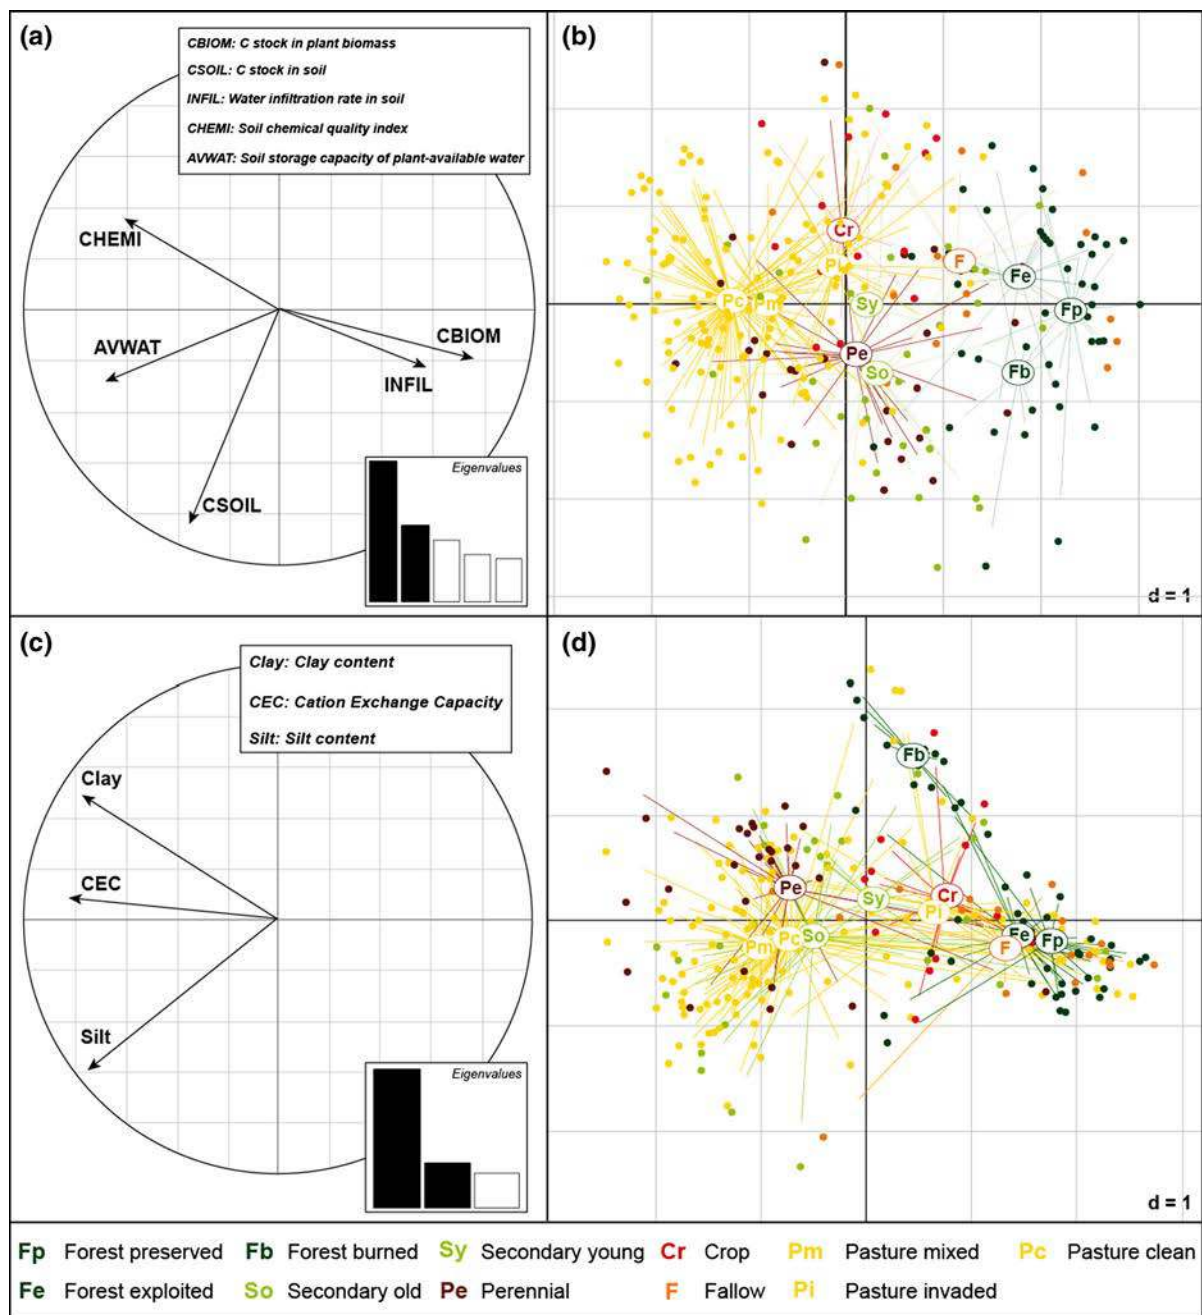 (a)
CBIOM: C stock in plant biomass
CSOIL: C stock in soil
INFIL: Water infiltration rate in soil
CHEMI: Soil chemical quality index
AVWAT: Soil storage capacity of plant-available water
CHEMI
AVWAT
CBIOM
INFIL
CSOIL
Eigenvalues
(b)
Cr
Pi
F
Fe
Pc
Pm
Sy
Fp
Pe
So
Fb
d = 1
(c)
Clay: Clay content
CEC: Cation Exchange Capacity
Silt: Silt content
Clay
CEC
Silt
Eigenvalues
(d)
Fb
Pe
Sy
Cr
Pi
Pm
Pc
So
Fe
F
Fp
d = 1
Fp Forest preserved Fb Forest burned Sy Secondary young Cr Crop Pm Pasture mixed Pc Pasture clean
Fe Forest exploited So Secondary old Pe Perennial F Fallow Pi Pasture invaded